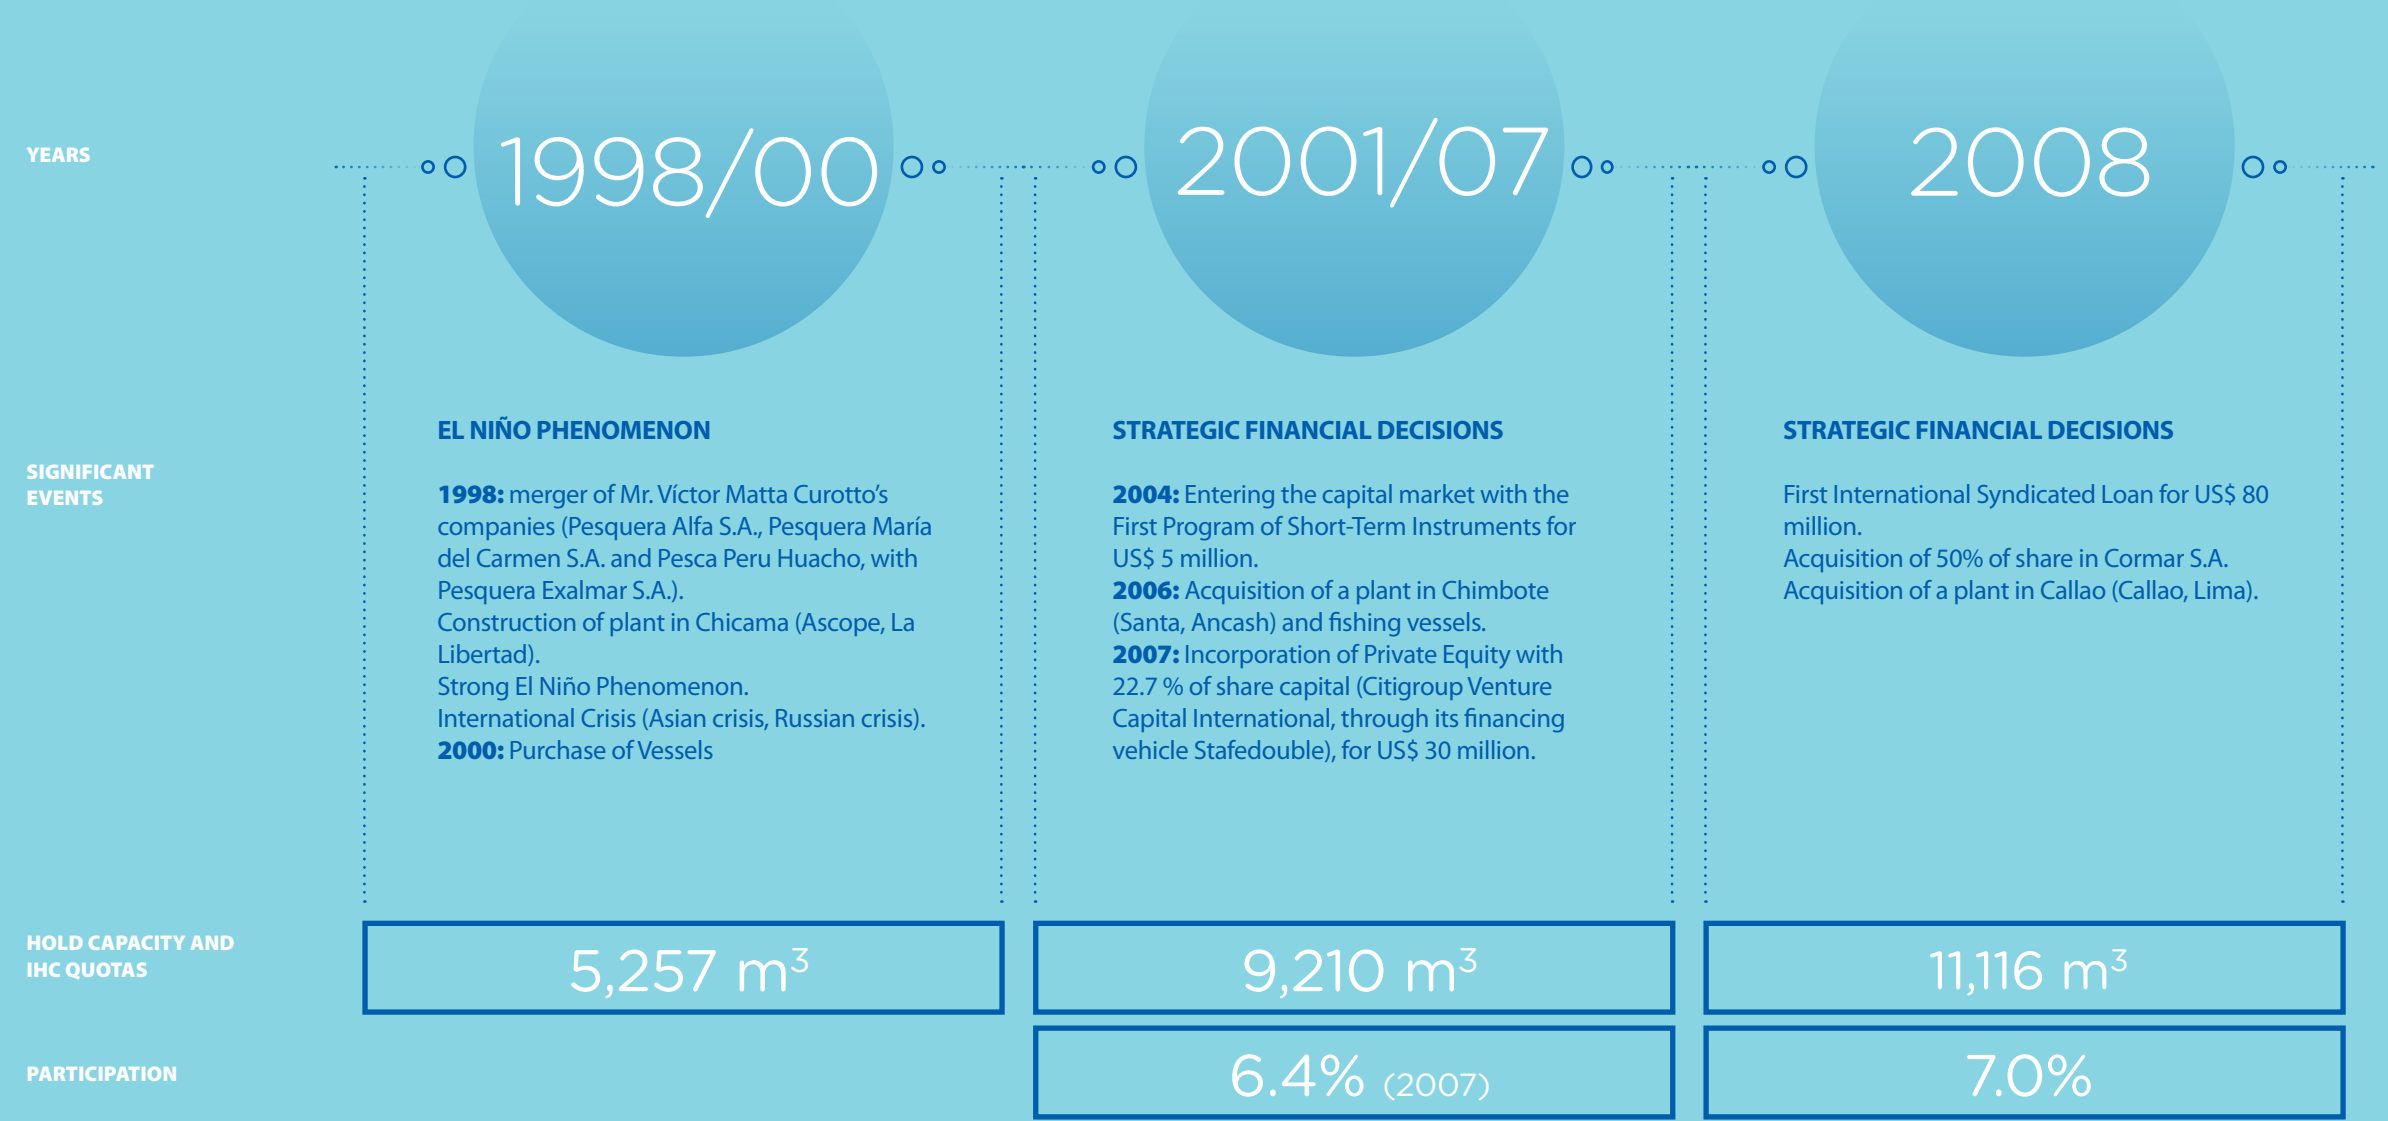 YEARS
1998/00
2001/07
2008
SIGNIFICANT
EVENTS
EL NIÑO PHENOMENON
1998: merger of Mr. Víctor Matta Curotto’s
companies (Pesquera Alfa S.A., Pesquera María
del Carmen S.A. and Pesca Peru Huacho, with
Pesquera Exalmar S.A.).
Construction of plant in Chicama (Ascope, La
Libertad).
Strong El Niño Phenomenon.
International Crisis (Asian crisis, Russian crisis).
2000: Purchase of Vessels
STRATEGIC FINANCIAL DECISIONS
2004: Entering the capital market with the
First Program of Short-Term Instruments for
US$ 5 million.
2006: Acquisition of a plant in Chimbote
(Santa, Ancash) and fishing vessels.
2007: Incorporation of Private Equity with
22.7 % of share capital (Citigroup Venture
Capital International, through its financing
vehicle Stafedouble), for US$ 30 million.
STRATEGIC FINANCIAL DECISIONS
First International Syndicated Loan for US$ 80
million.
Acquisition of 50% of share in Cormar S.A.
Acquisition of a plant in Callao (Callao, Lima).
HOLD CAPACITY AND
IHC QUOTAS
5,257 m³
9,210 m³
11,116 m³
PARTICIPATION
6.4% (2007)
7.0%